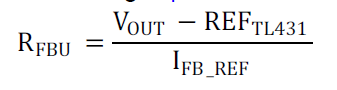 R_FBU = (V_OUT − REF_TL431) / I_FB_REF